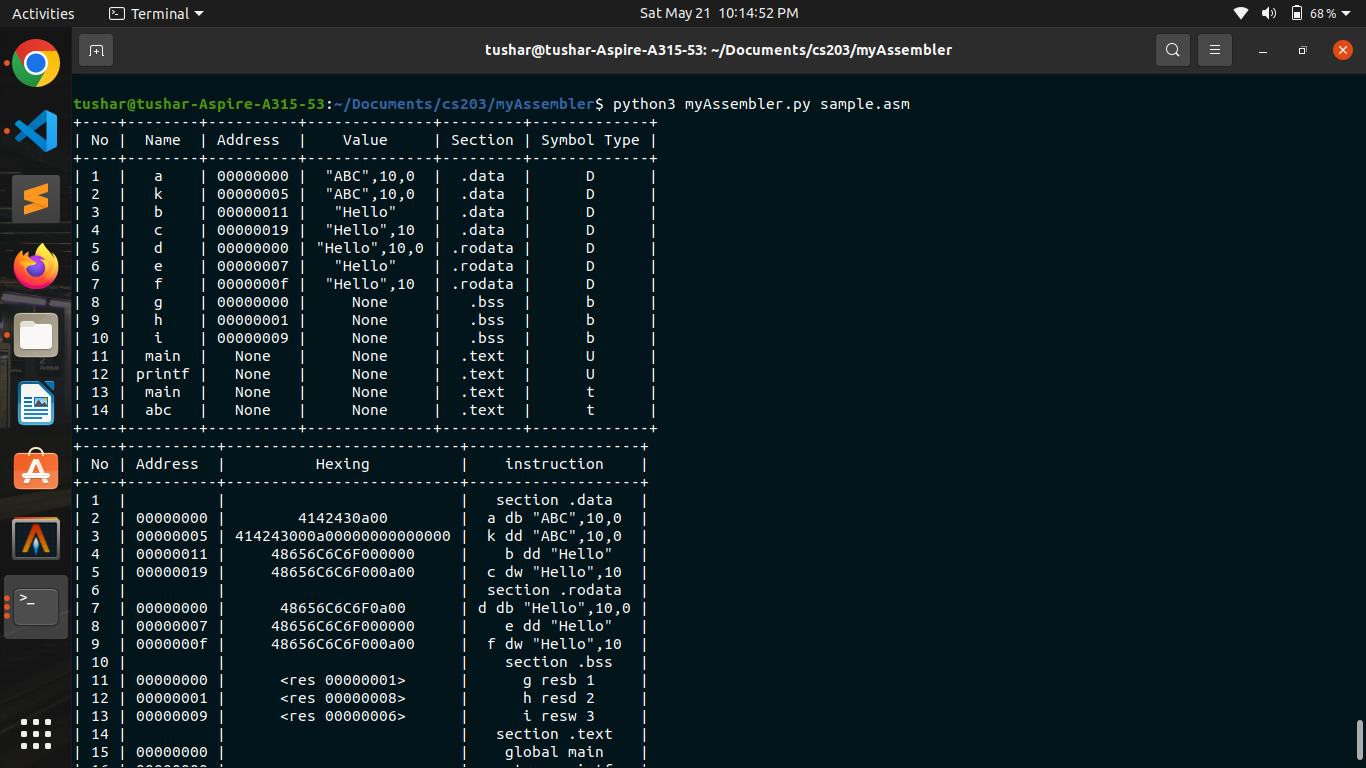 Activities Terminal Sat May 21 10:14:52 PM 68%
tushar@tushar-Aspire-A315-53: ~/Documents/cs203/myAssembler
tushar@tushar-Aspire-A315-53:~/Documents/cs203/myAssembler$ python3 myAssembler.py sample.asm
+----+--------+----------+--------------+---------+-------------+
| No | Name | Address | Value | Section | Symbol Type |
+----+--------+----------+--------------+---------+-------------+
| 1 | a | 00000000 | "ABC",10,0 | .data | D |
| 2 | k | 00000005 | "ABC",10,0 | .data | D |
| 3 | b | 00000011 | "Hello" | .data | D |
| 4 | c | 00000019 | "Hello",10 | .data | D |
| 5 | d | 00000000 | "Hello",10,0 | .rodata | D |
| 6 | e | 00000007 | "Hello" | .rodata | D |
| 7 | f | 0000000f | "Hello",10 | .rodata | D |
| 8 | g | 00000000 | None | .bss | b |
| 9 | h | 00000001 | None | .bss | b |
| 10 | i | 00000009 | None | .bss | b |
| 11 | main | None | None | .text | U |
| 12 | printf | None | None | .text | U |
| 13 | main | None | None | .text | t |
| 14 | abc | None | None | .text | t |
+----+--------+----------+--------------+---------+-------------+
+----+----------+--------------------------+-------------------+
| No | Address | Hexing | instruction |
+----+----------+--------------------------+-------------------+
| 1 | | | section .data |
| 2 | 00000000 | 4142430a00 | a db "ABC",10,0 |
| 3 | 00000005 | 414243000a00000000000000 | k dd "ABC",10,0 |
| 4 | 00000011 | 48656C6C6F000000 | b dd "Hello" |
| 5 | 00000019 | 48656C6C6F000a00 | c dw "Hello",10 |
| 6 | | | section .rodata |
| 7 | 00000000 | 48656C6C6F0a00 | d db "Hello",10,0 |
| 8 | 00000007 | 48656C6C6F000000 | e dd "Hello" |
| 9 | 0000000f | 48656C6C6F000a00 | f dw "Hello",10 |
| 10 | | | section .bss |
| 11 | 00000000 | <res 00000001> | g resb 1 |
| 12 | 00000001 | <res 00000008> | h resd 2 |
| 13 | 00000009 | <res 00000006> | i resw 3 |
| 14 | | | section .text |
| 15 | 00000000 | | global main |